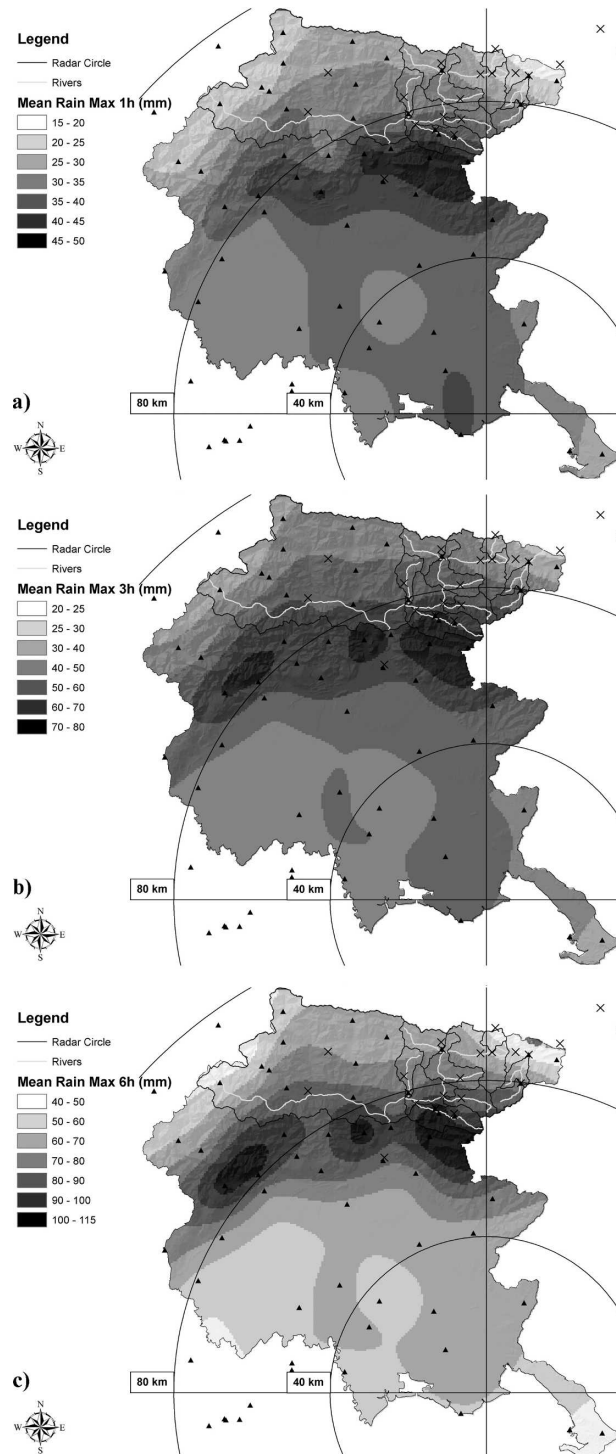 Legend
Radar Circle
Rivers
Mean Rain Max 1h (mm)
15 - 20
20 - 25
25 - 30
30 - 35
35 - 40
40 - 45
45 - 50
a)
80 km
40 km
N
W E
S
Legend
Radar Circle
Rivers
Mean Rain Max 3h (mm)
20 - 25
25 - 30
30 - 40
40 - 50
50 - 60
60 - 70
70 - 80
b)
80 km
40 km
N
W E
S
Legend
Radar Circle
Rivers
Mean Rain Max 6h (mm)
40 - 50
50 - 60
60 - 70
70 - 80
80 - 90
90 - 100
100 - 115
c)
80 km
40 km
N
W E
S